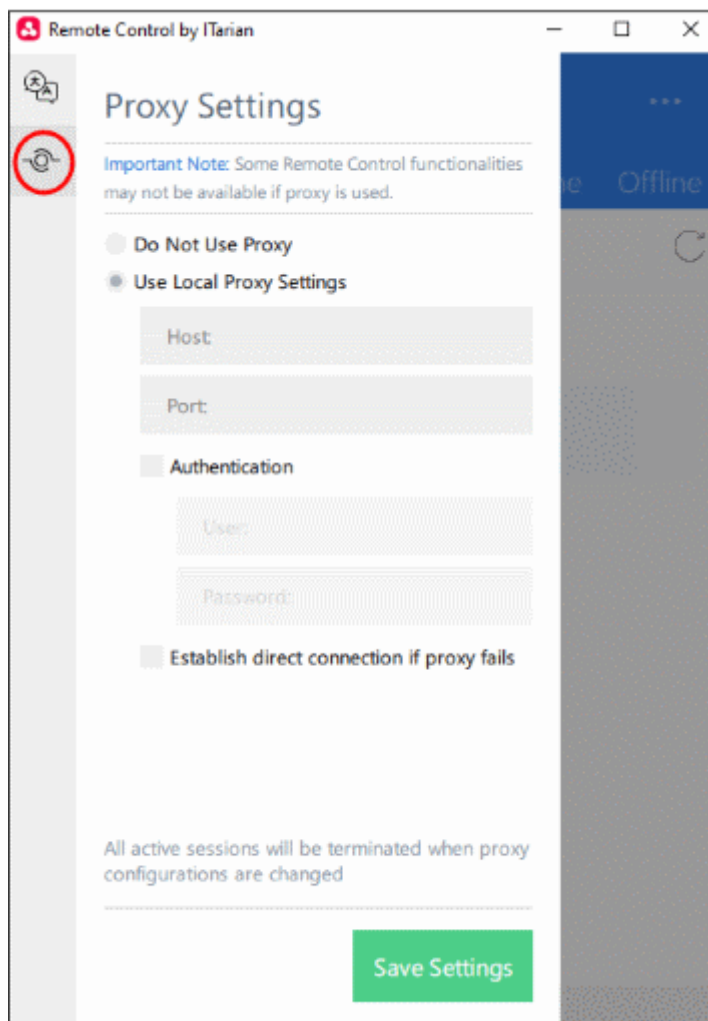 Remote Control by ITarian
Proxy Settings
Important Note: Some Remote Control functionalities
may not be available if proxy is used.
Offline
Do Not Use Proxy
Use Local Proxy Settings
Host:
Port:
Authentication
User:
Password:
Establish direct connection if proxy fails
All active sessions will be terminated when proxy
configurations are changed
Save Settings